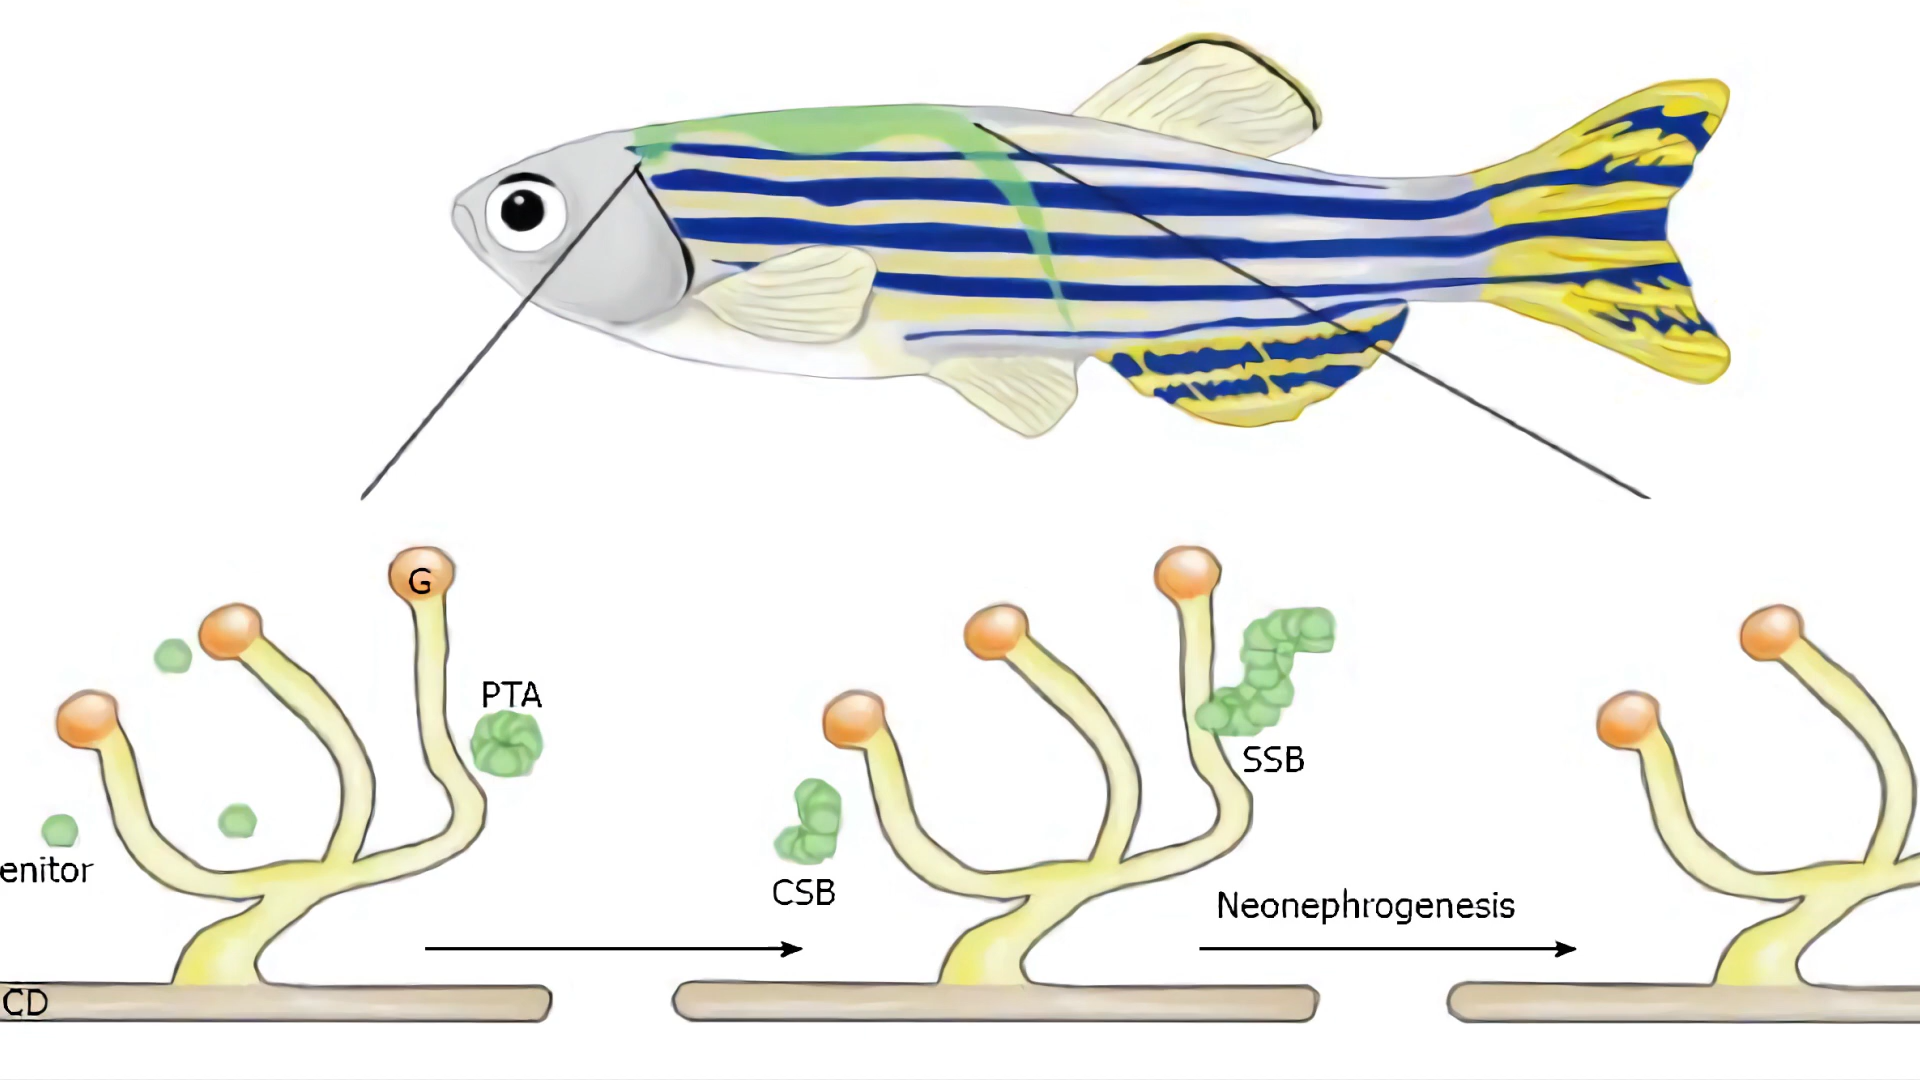 G
PTA
enitor
CD
CSB
SSB
Neonephrogenesis